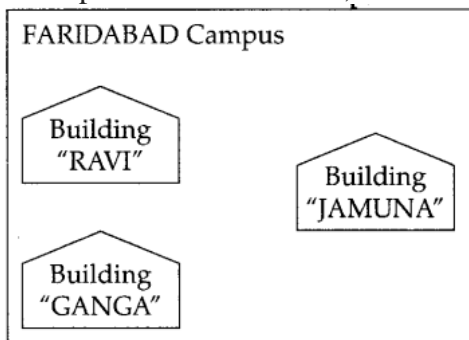 FARIDABAD Campus
Building
"RAVI"
Building
"JAMUNA"
Building
"GANGA"